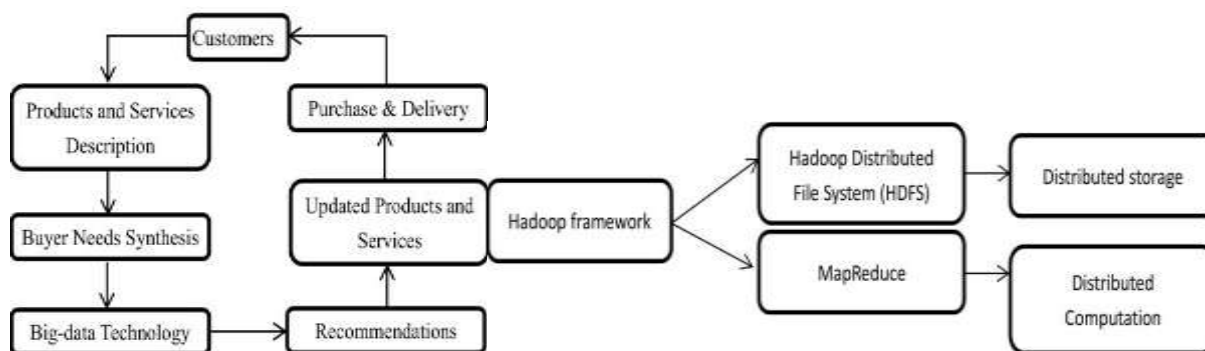 Customers
Products and Services
Description
Purchase & Delivery
Buyer Needs Synthesis
Updated Products and
Services
Big-data Technology
Recommendations
Hadoop framework
Hadoop Distributed
File System (HDFS)
Distributed storage
MapReduce
Distributed
Computation